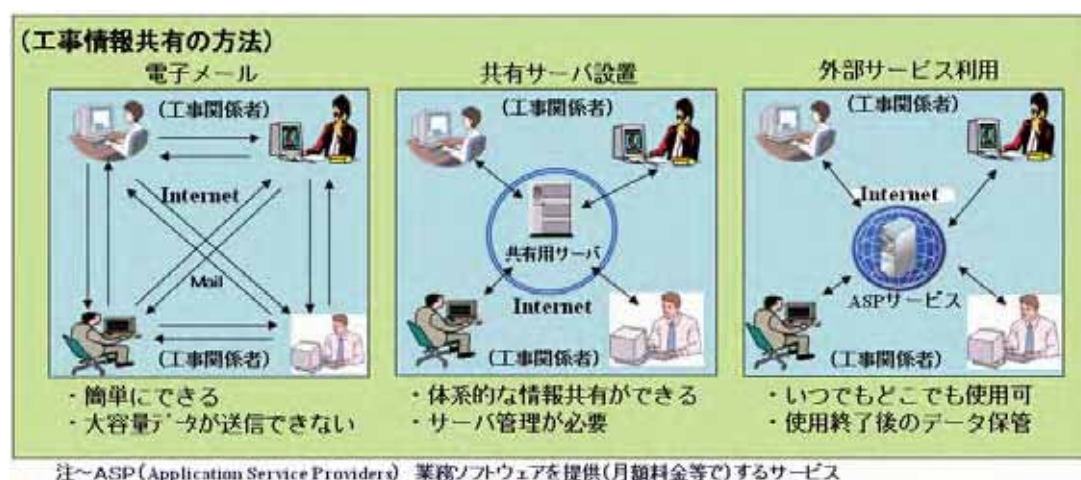 (工事情報共有の方法)
電子メール
(工事関係者)
Internet
Mail
(工事関係者)
・簡単にできる
・大容量データが送信できない
共有サーバ設置
(工事関係者)
共有用サーバ
Internet
(工事関係者)
・体系的な情報共有ができる
・サーバ管理が必要
外部サービス利用
(工事関係者)
Internet
ASPサービス
(工事関係者)
・いつでもどこでも使用可
・使用終了後のデータ保管
注~ASP(Application Service Providers) 業務ソフトウェアを提供(月額料金等で)するサービス